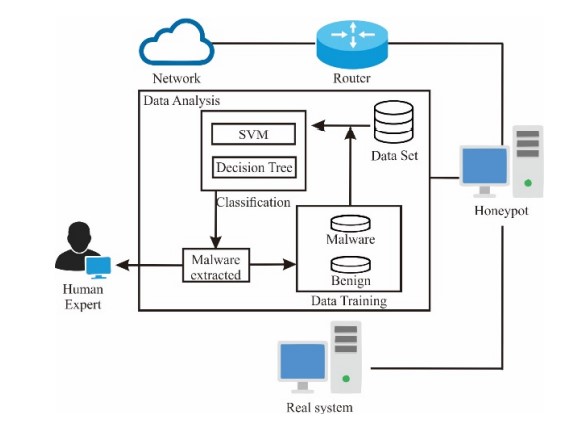 Network
Router
Data Analysis
SVM
Decision Tree
Classification
Data Set
Honeypot
Malware
Benign
Data Training
Malware
extracted
Human
Expert
Real system